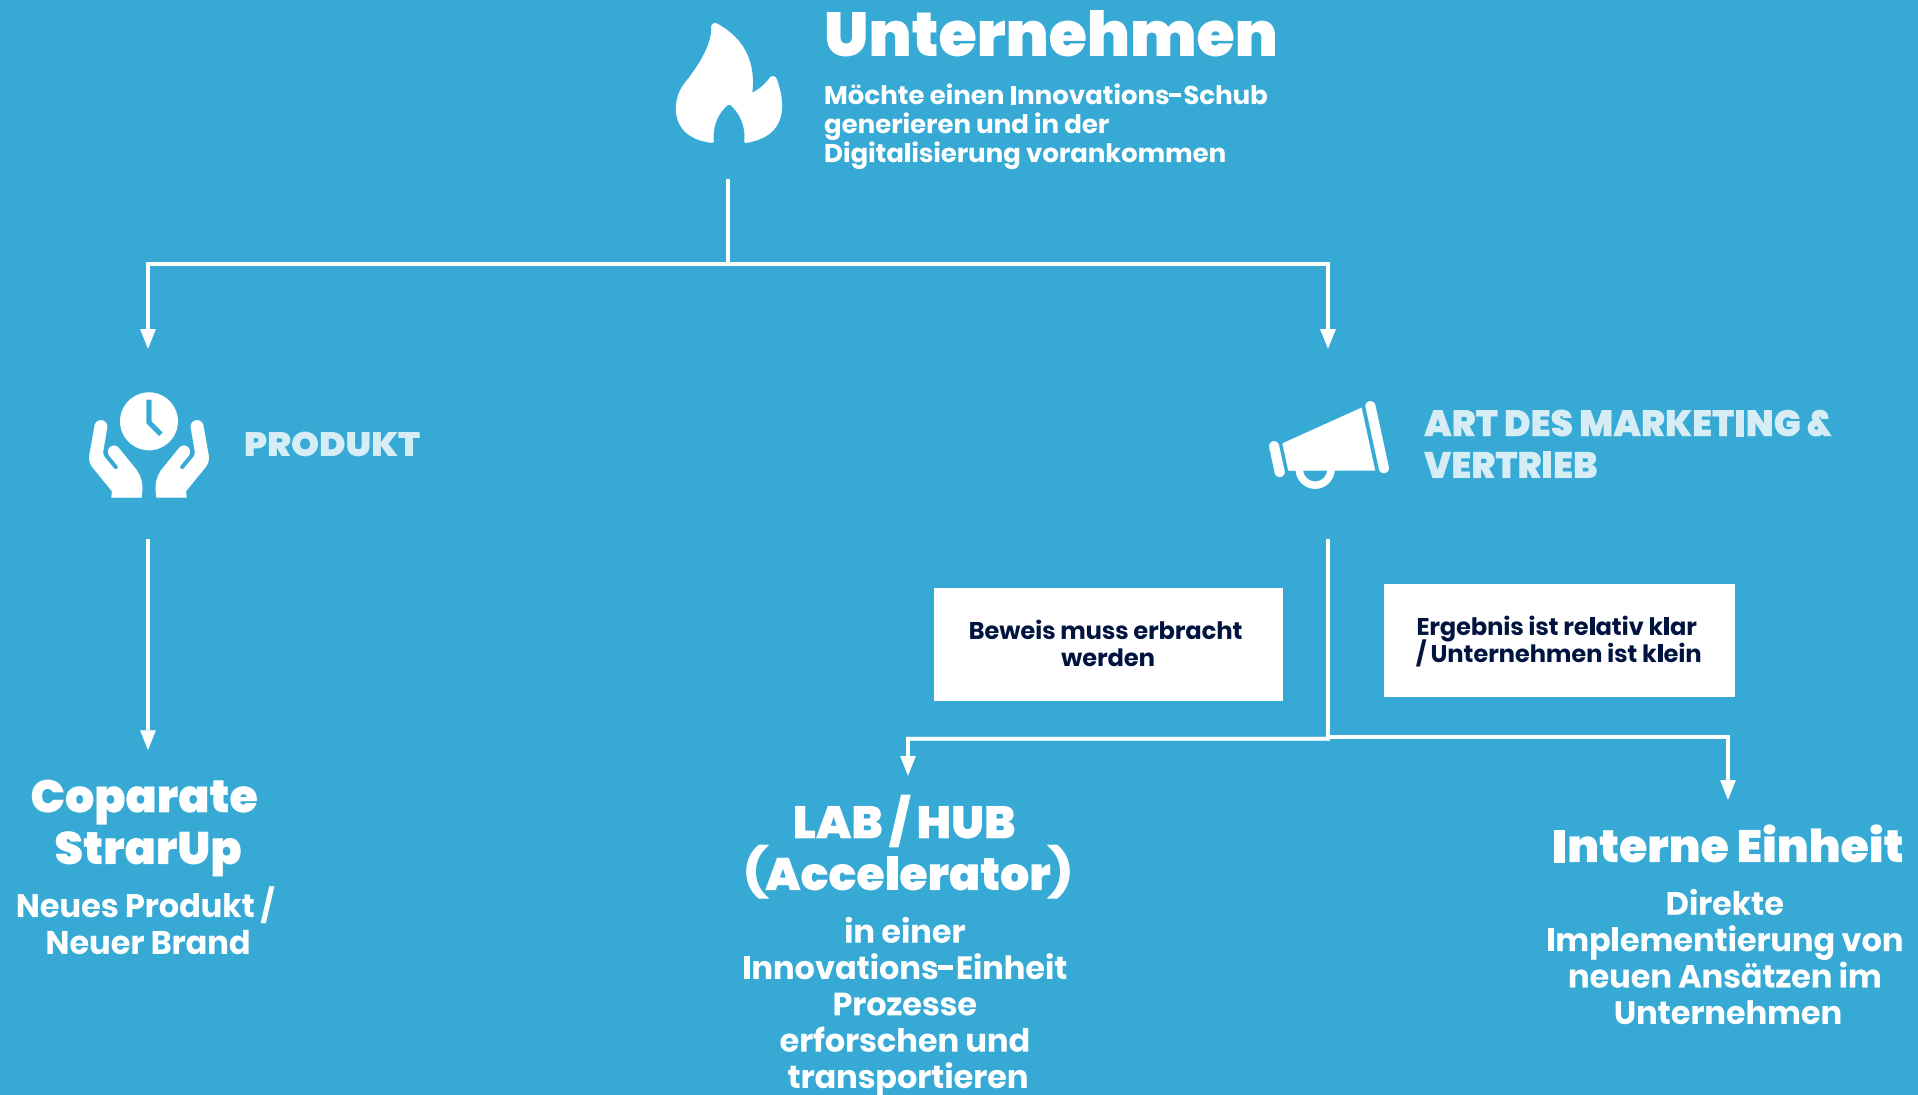 Unternehmen
Möchte einen Innovations-Schub
generieren und in der
Digitalisierung vorankommen
PRODUKT
ART DES MARKETING &
VERTRIEB
Beweis muss erbracht
werden
Ergebnis ist relativ klar
/ Unternehmen ist klein
Coparate
StrarUp
Neues Produkt /
Neuer Brand
LAB / HUB
(Accelerator)
in einer
Innovations-Einheit
Prozesse
erforschen und
transportieren
Interne Einheit
Direkte
Implementierung von
neuen Ansätzen im
Unternehmen